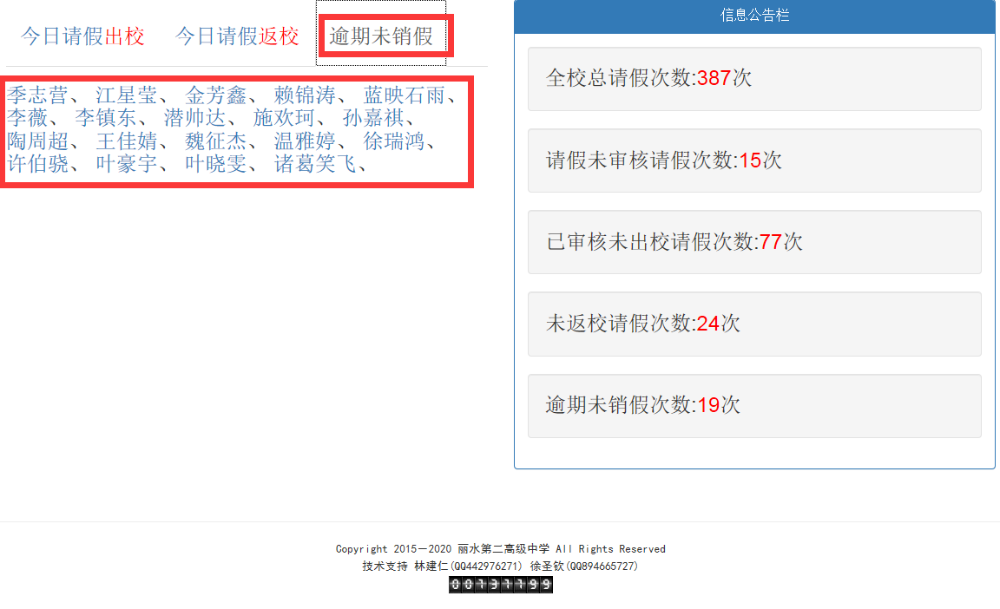 今日请假出校 今日请假返校 逾期未销假
季志营、 江星莹、 金芳鑫、 赖锦涛、 蓝映石雨、
李薇、 李镇东、 潜帅达、 施欢珂、 孙嘉祺、
陶周超、 王佳婧、 魏征杰、 温雅婷、 徐瑞鸿、
许伯骁、 叶豪宇、 叶晓雯、 诸葛笑飞、
信息公告栏
全校总请假次数:387次
请假未审核请假次数:15次
已审核未出校请假次数:77次
未返校请假次数:24次
逾期未销假次数:19次
Copyright 2015－2020 丽水第二高级中学 All Rights Reserved
技术支持 林建仁(QQ442976271) 徐圣钦(QQ894665727)
00737799